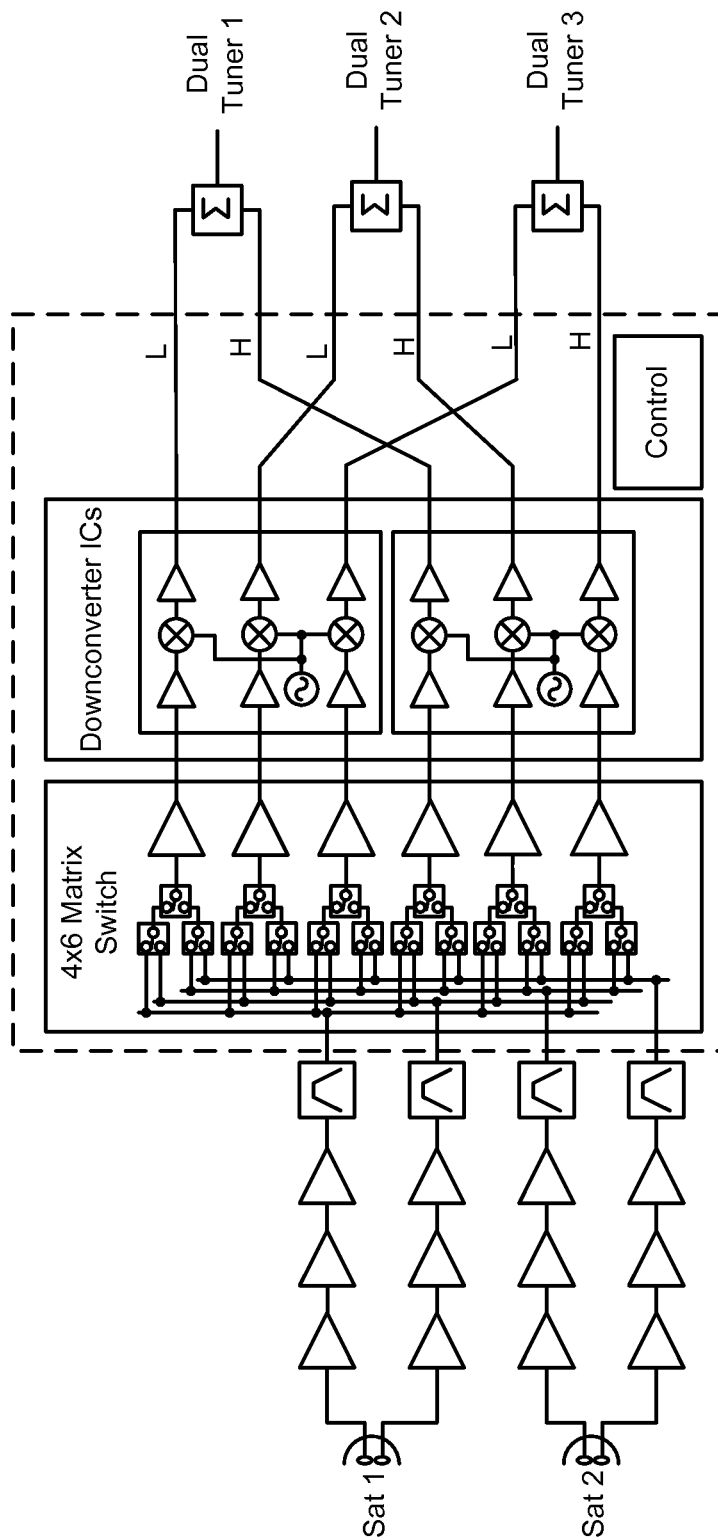 Sat 1
Sat 2
4x6 Matrix
Switch
Downconverter ICs
L
H
L
H
L
H
Control
Dual
Tuner 1
Dual
Tuner 2
Dual
Tuner 3
Σ
Σ
Σ